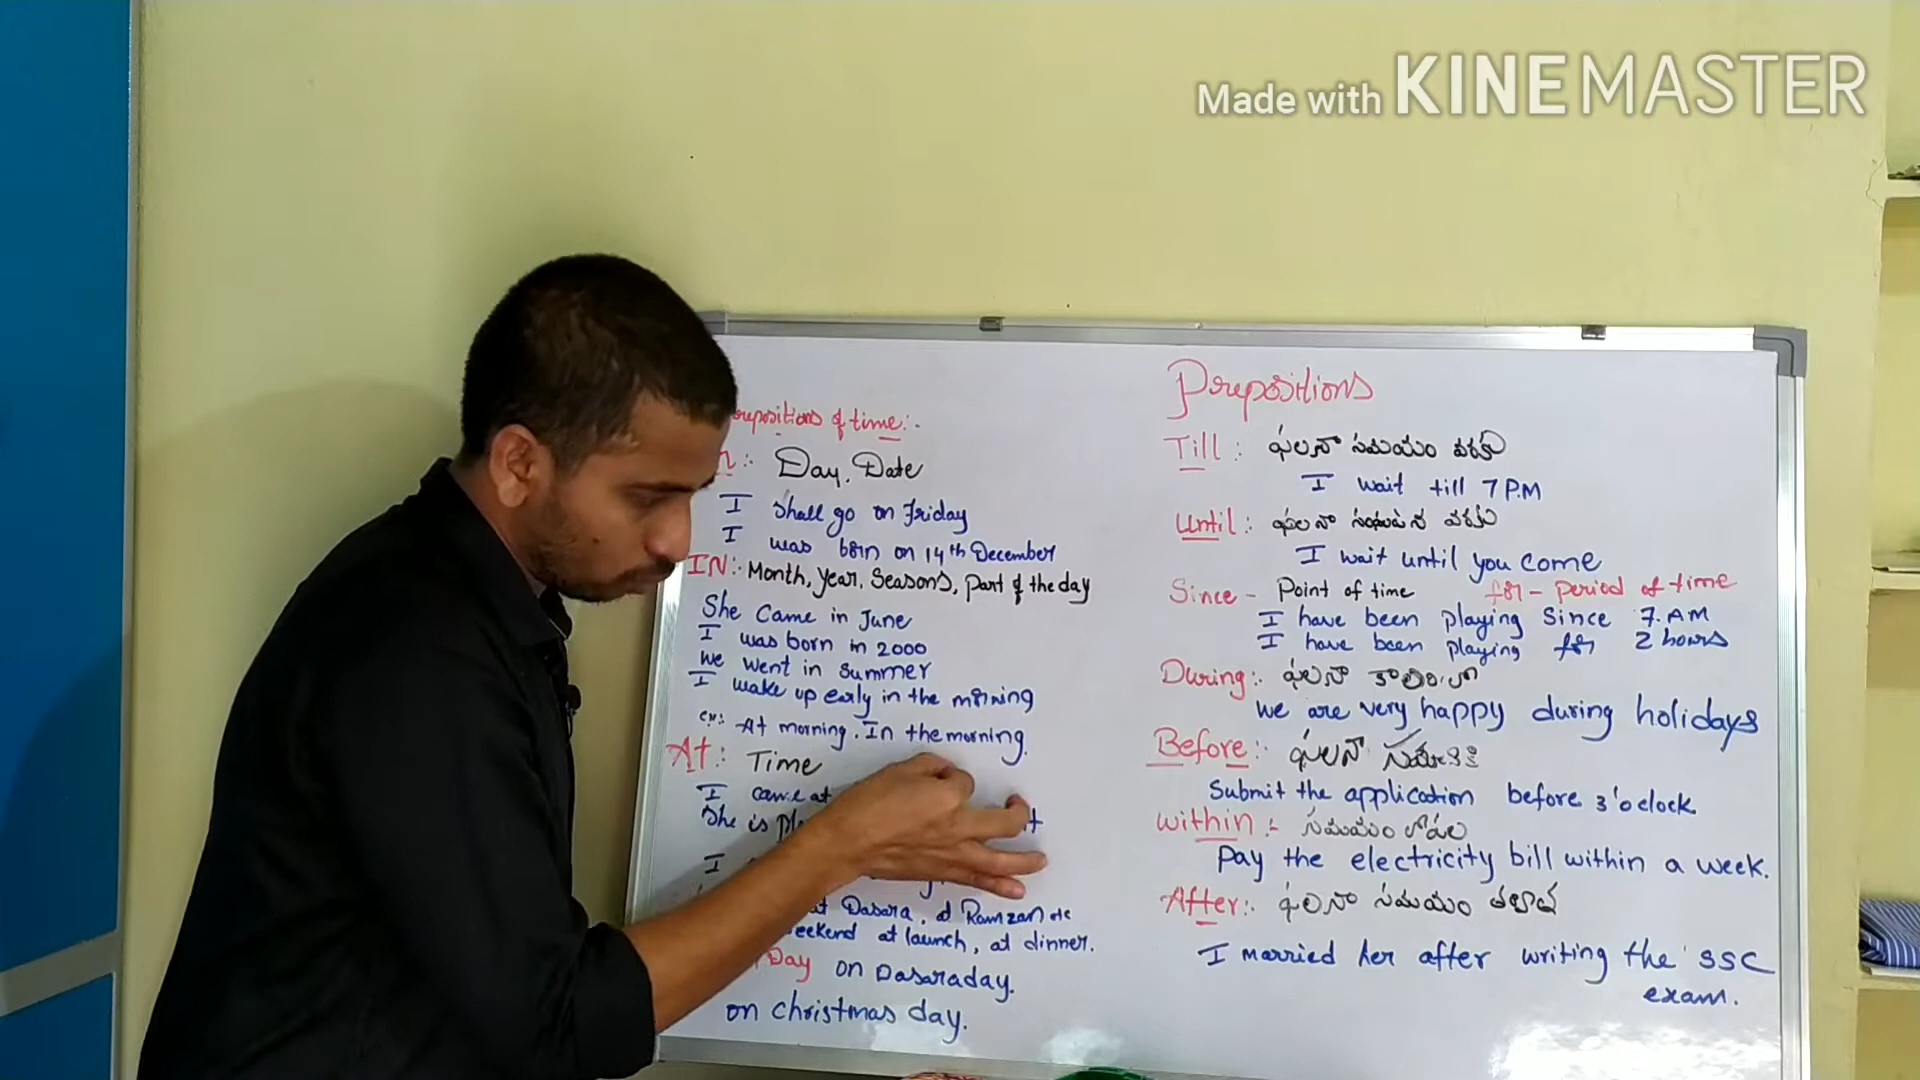 Made with KINEMASTER
repositions of time:-
Day, Date
I shall go on Friday
I was born on 14th December
IN:- Month, Year, Seasons, Part of the day
She Came in June
I was born in 2000
We went in Summer
I wake up early in the morning
ex:- At morning. In the morning.
At:- Time
I came at
She is
I
at Dasara, at Ramzan etc
eekend at launch, at dinner.
Day on Dasaraday.
on christmas day.
Prepositions
Till: ఫలానా సమయం వరకు
I wait till 7 P.M
Until: ఫలానా వరకు
I wait until you come
Since - Point of time for - Period of time
I have been playing Since 7.AM
I have been playing for 2 hours
During:- ఫలానా
We are very happy during holidays
Before:- ఫలానా
Submit the application before 3'o clock
within:- సమయం లోపల
Pay the electricity bill within a week.
After:- ఫలానా సమయం తర్వాత
I married her after writing the SSC
exam.